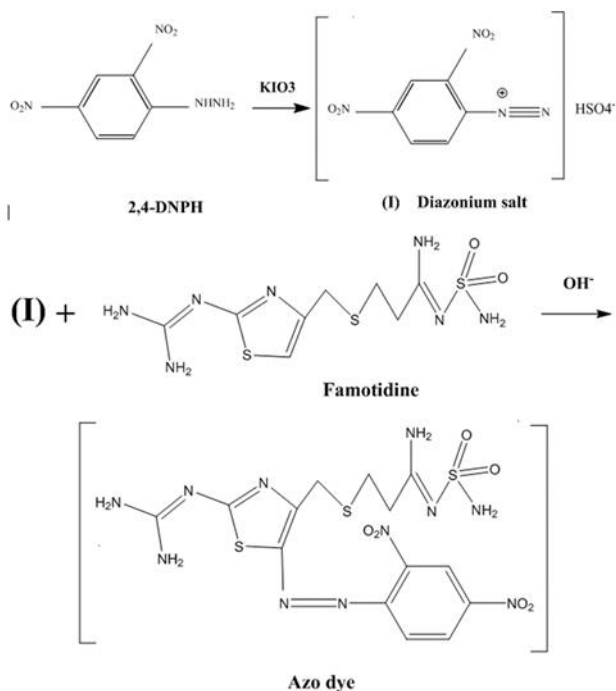 NO₂
O₂N
NHNH₂
KIO3
NO₂
O₂N
N
⊕
N
HSO4⁻
2,4-DNPH
(I) Diazonium salt
(I) +
H₂N
NH₂
N
N
S
S
NH₂
N
O
S
O
NH₂
OH⁻
Famotidine
H₂N
NH₂
N
N
S
S
NH₂
N
O
S
O
NH₂
O₂N
N
N
NO₂
Azo dye